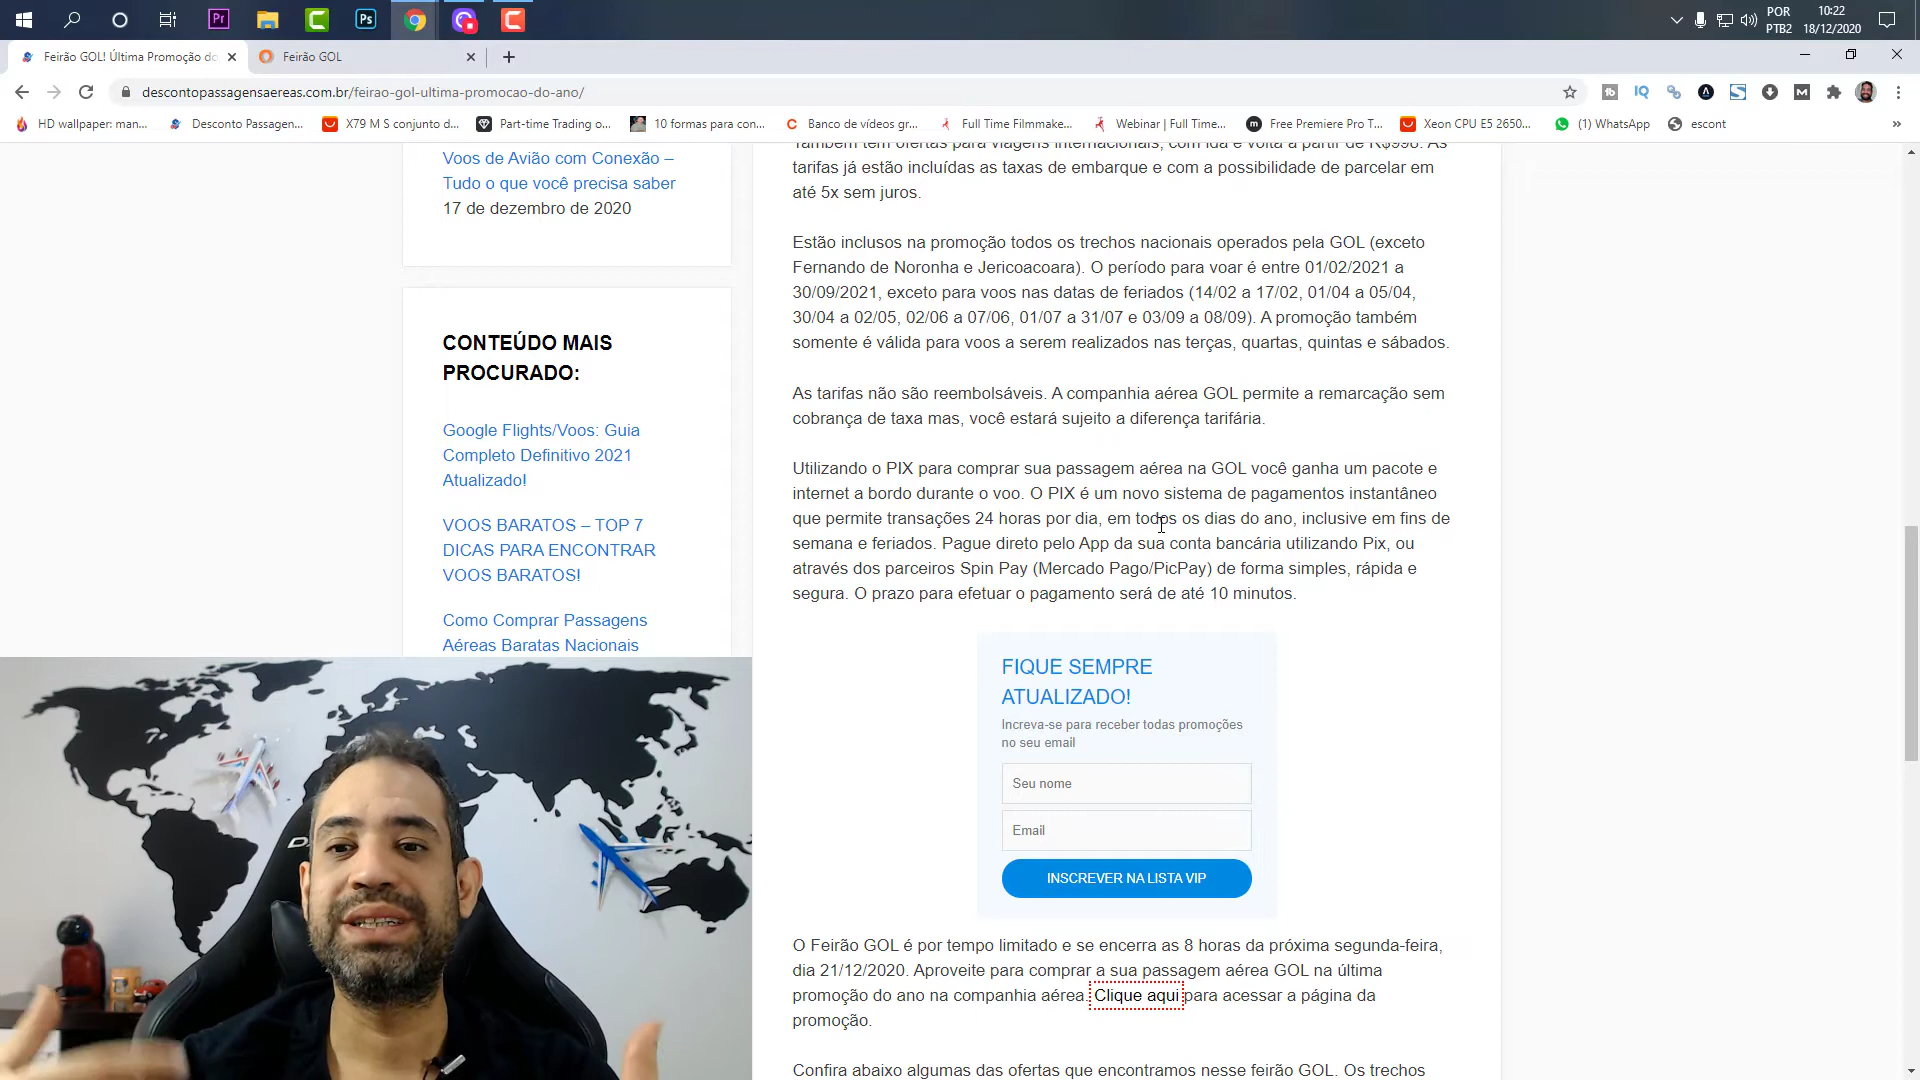 Pr
Ps
POR
PTB2
10:22
18/12/2020
Feirão GOL! Última Promoção do
Feirão GOL
descontopassagensaereas.com.br/feirao-gol-ultima-promocao-do-ano/
HD wallpaper: man...
Desconto Passagen...
X79 M S conjunto d...
Part-time Trading o...
10 formas para con...
Banco de vídeos gr...
Full Time Filmmake...
Webinar | Full Time...
Free Premiere Pro T...
Xeon CPU E5 2650...
(1) WhatsApp
escont
Voos de Avião com Conexão –
Tudo o que você precisa saber
17 de dezembro de 2020
CONTEÚDO MAIS
PROCURADO:
Google Flights/Voos: Guia
Completo Definitivo 2021
Atualizado!
VOOS BARATOS – TOP 7
DICAS PARA ENCONTRAR
VOOS BARATOS!
Como Comprar Passagens
Aéreas Baratas Nacionais
Também tem ofertas para viagens internacionais, com ida e volta a partir de R$998. As
tarifas já estão incluídas as taxas de embarque e com a possibilidade de parcelar em
até 5x sem juros.
Estão inclusos na promoção todos os trechos nacionais operados pela GOL (exceto
Fernando de Noronha e Jericoacoara). O período para voar é entre 01/02/2021 a
30/09/2021, exceto para voos nas datas de feriados (14/02 a 17/02, 01/04 a 05/04,
30/04 a 02/05, 02/06 a 07/06, 01/07 a 31/07 e 03/09 a 08/09). A promoção também
somente é válida para voos a serem realizados nas terças, quartas, quintas e sábados.
As tarifas não são reembolsáveis. A companhia aérea GOL permite a remarcação sem
cobrança de taxa mas, você estará sujeito a diferença tarifária.
Utilizando o PIX para comprar sua passagem aérea na GOL você ganha um pacote e
internet a bordo durante o voo. O PIX é um novo sistema de pagamentos instantâneo
que permite transações 24 horas por dia, em todos os dias do ano, inclusive em fins de
semana e feriados. Pague direto pelo App da sua conta bancária utilizando Pix, ou
através dos parceiros Spin Pay (Mercado Pago/PicPay) de forma simples, rápida e
segura. O prazo para efetuar o pagamento será de até 10 minutos.
FIQUE SEMPRE
ATUALIZADO!
Increva-se para receber todas promoções
no seu email
Seu nome
Email
INSCREVER NA LISTA VIP
O Feirão GOL é por tempo limitado e se encerra as 8 horas da próxima segunda-feira,
dia 21/12/2020. Aproveite para comprar a sua passagem aérea GOL na última
promoção do ano na companhia aérea. Clique aqui para acessar a página da
promoção.
Confira abaixo algumas das ofertas que encontramos nesse feirão GOL. Os trechos